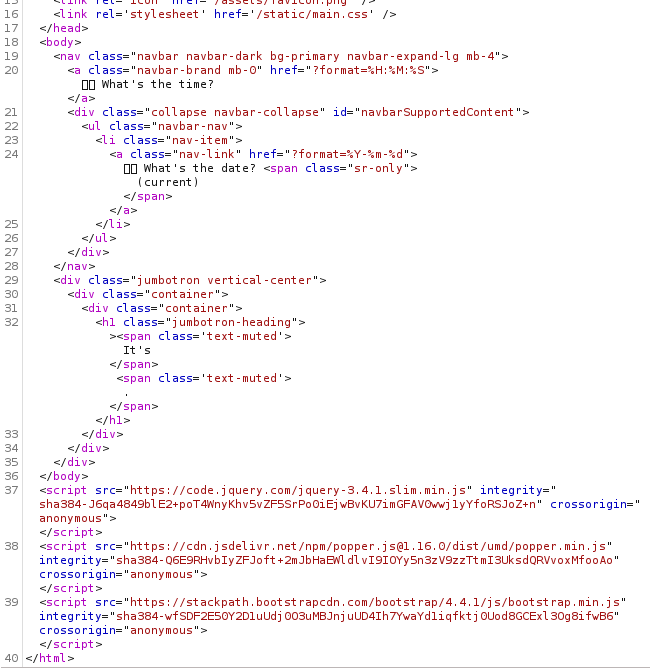 15 <link rel='icon' href='/assets/favicon.png' />
16 <link rel='stylesheet' href='/static/main.css' />
17 </head>
18 <body>
19 <nav class="navbar navbar-dark bg-primary navbar-expand-lg mb-4">
20 <a class="navbar-brand mb-0" href="?format=%H:%M:%S">
What's the time?
</a>
21 <div class="collapse navbar-collapse" id="navbarSupportedContent">
22 <ul class="navbar-nav">
23 <li class="nav-item">
24 <a class="nav-link" href="?format=%Y-%m-%d">
What's the date? <span class="sr-only">
(current)
</span>
</a>
25 </li>
26 </ul>
27 </div>
28 </nav>
29 <div class="jumbotron vertical-center">
30 <div class="container">
31 <div class="container">
32 <h1 class="jumbotron-heading">
><span class='text-muted'>
It's
</span>
<span class='text-muted'>
.
</span>
</h1>
33 </div>
34 </div>
35 </div>
36 </body>
37 <script src="https://code.jquery.com/jquery-3.4.1.slim.min.js" integrity="
sha384-J6qa4849blE2+poT4WnyKhv5vZF5SrPo0iEjwBvKU7imGFAV0wwj1yYfoRSJoZ+n" crossorigin="
anonymous">
</script>
38 <script src="https://cdn.jsdelivr.net/npm/popper.js@1.16.0/dist/umd/popper.min.js"
integrity="sha384-Q6E9RHvbIyZFJoft+2mJbHaEWldlvI9IOYy5n3zV9zzTtmI3UksdQRVvoxMfooAo"
crossorigin="anonymous">
</script>
39 <script src="https://stackpath.bootstrapcdn.com/bootstrap/4.4.1/js/bootstrap.min.js"
integrity="sha384-wfSDF2E50Y2D1uUdj0O3uMBJnjuUD4Ih7YwaYd1iqfktj0Uod8GCExl3Og8ifwB6"
crossorigin="anonymous">
</script>
40 </html>